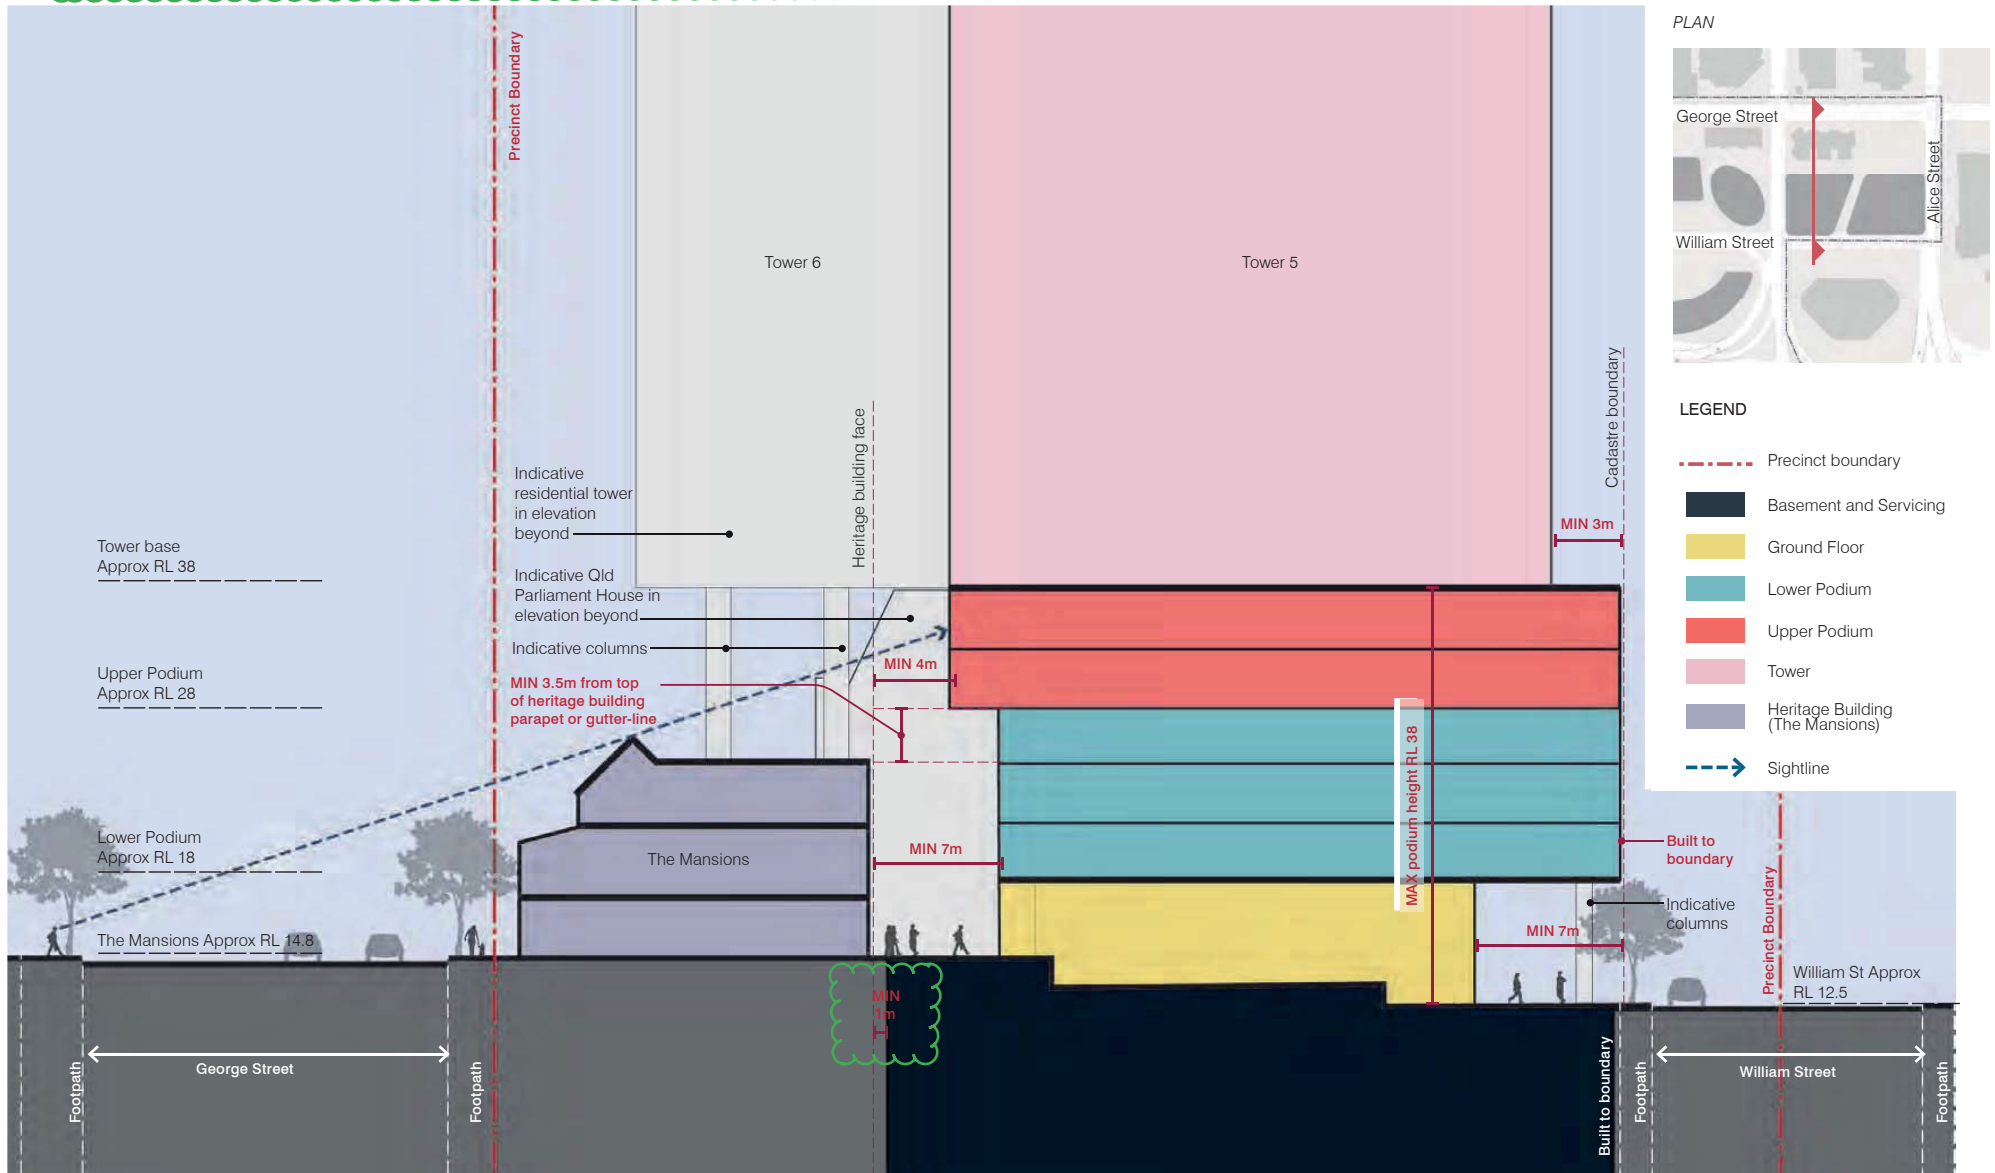 PLAN
George Street
Alice Street
William Street
LEGEND
Precinct boundary
Basement and Servicing
Ground Floor
Lower Podium
Upper Podium
Tower
Heritage Building
(The Mansions)
Sightline
Precinct Boundary
Tower 6
Tower 5
Heritage building face
Cadastre boundary
MIN 3m
Indicative
residential tower
in elevation
beyond
Tower base
Approx RL 38
Indicative Qld
Parliament House in
elevation beyond
Indicative columns
MIN 4m
MIN 3.5m from top
of heritage building
parapet or gutter-line
Upper Podium
Approx RL 28
MAX podium height RL 38
Lower Podium
Approx RL 18
The Mansions
MIN 7m
Built to
boundary
Indicative
columns
MIN 7m
Precinct Boundary
The Mansions Approx RL 14.8
William St Approx
RL 12.5
MIN
1m
Footpath
George Street
Footpath
Built to boundary
Footpath
William Street
Footpath